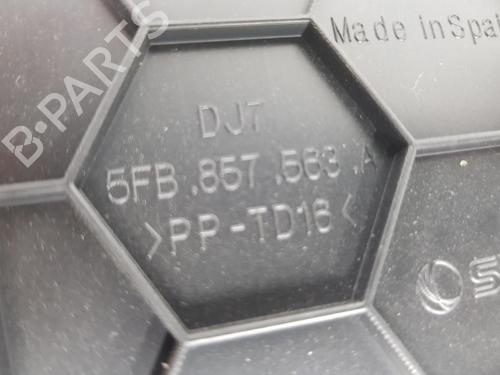 B-PARTS
Made in Spa
DJ7
5FB.857.563.A
>PP-TD16<
S